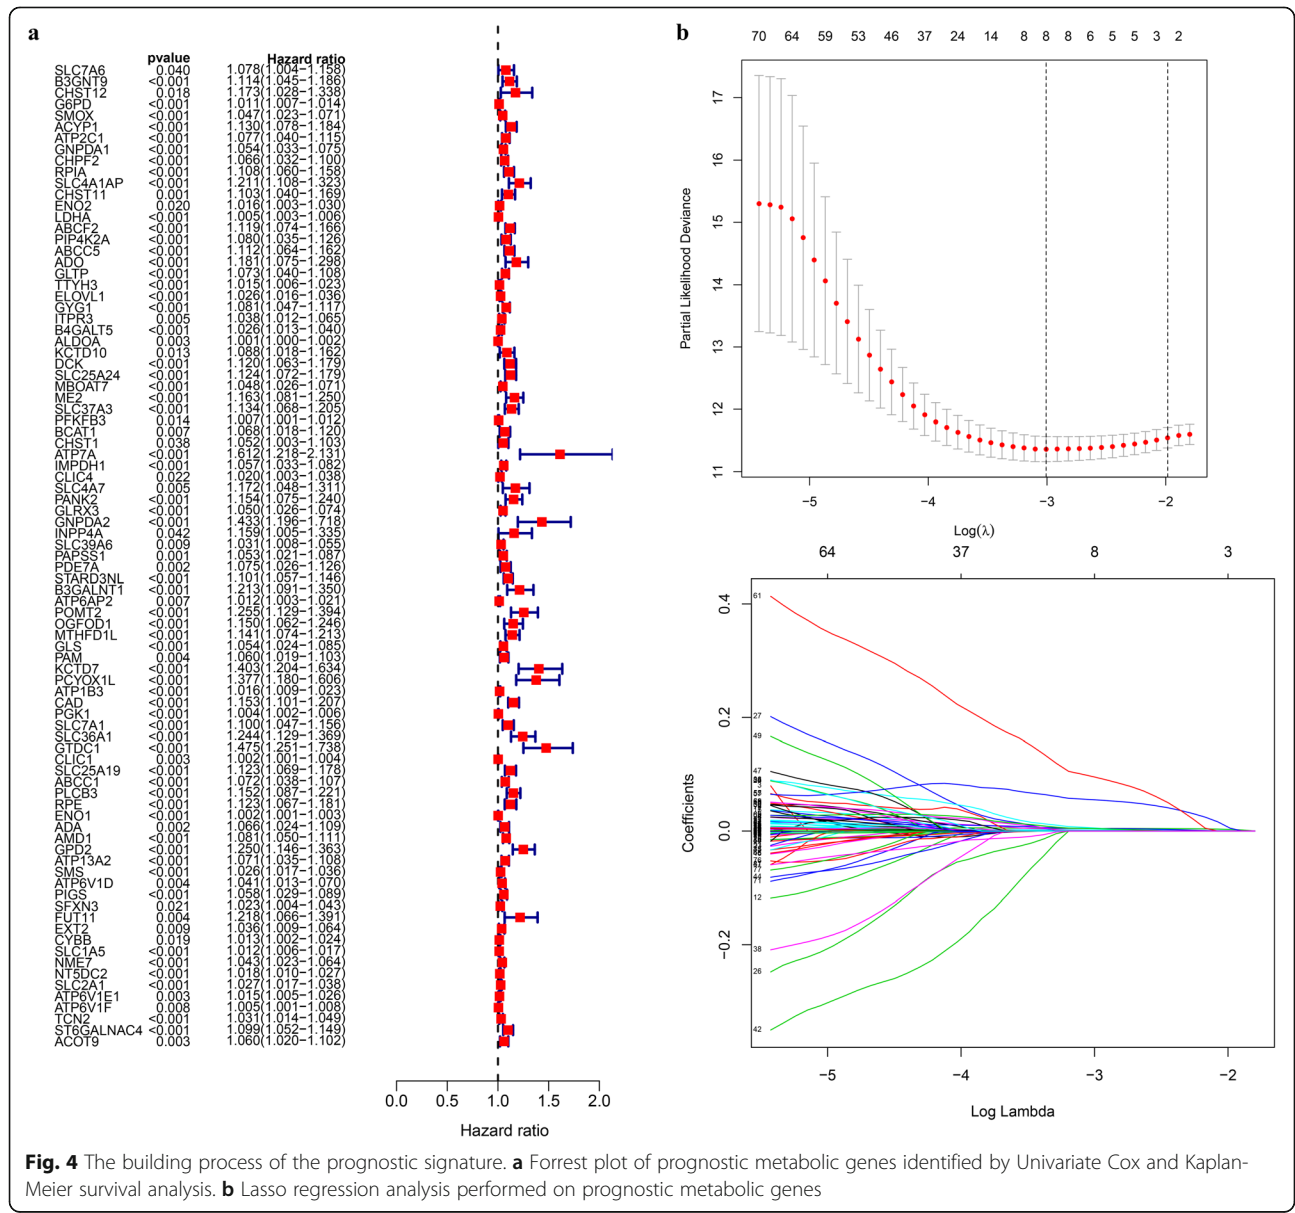 a
pvalue Hazard ratio
SLC7A6 0.040 1.078(1.004−1.158)
B3GNT9 <0.001 1.114(1.045−1.186)
CHST12 0.018 1.173(1.028−1.338)
G6PD <0.001 1.011(1.007−1.014)
SMOX <0.001 1.047(1.023−1.071)
ACYP1 <0.001 1.130(1.078−1.184)
ATP2C1 <0.001 1.077(1.040−1.115)
GNPDA1 <0.001 1.054(1.033−1.075)
CHPF2 <0.001 1.066(1.032−1.100)
RPIA <0.001 1.108(1.060−1.158)
SLC4A1AP <0.001 1.211(1.108−1.323)
CHST11 0.001 1.103(1.040−1.169)
ENO2 0.020 1.016(1.003−1.030)
LDHA <0.001 1.005(1.003−1.006)
ABCF2 <0.001 1.119(1.074−1.166)
PIP4K2A <0.001 1.080(1.035−1.126)
ABCC5 <0.001 1.112(1.064−1.162)
ADO <0.001 1.181(1.075−1.298)
GLTP <0.001 1.073(1.040−1.108)
TTYH3 <0.001 1.015(1.006−1.023)
ELOVL1 <0.001 1.026(1.016−1.036)
GYG1 <0.001 1.081(1.047−1.117)
ITPR3 0.005 1.038(1.012−1.065)
B4GALT5 <0.001 1.026(1.013−1.040)
ALDOA 0.003 1.001(1.000−1.002)
KCTD10 0.013 1.088(1.018−1.162)
DCK <0.001 1.120(1.063−1.179)
SLC25A24 <0.001 1.124(1.072−1.179)
MBOAT7 <0.001 1.048(1.026−1.071)
ME2 <0.001 1.163(1.081−1.250)
SLC37A3 <0.001 1.134(1.068−1.205)
PFKFB3 0.014 1.007(1.001−1.012)
BCAT1 0.007 1.068(1.018−1.120)
CHST1 0.038 1.052(1.003−1.103)
ATP7A <0.001 1.612(1.218−2.131)
IMPDH1 <0.001 1.057(1.033−1.082)
CLIC4 0.022 1.020(1.003−1.038)
SLC4A7 0.005 1.172(1.048−1.311)
PANK2 <0.001 1.154(1.075−1.240)
GLRX3 <0.001 1.050(1.026−1.074)
GNPDA2 <0.001 1.433(1.196−1.718)
INPP4A 0.042 1.159(1.005−1.335)
SLC39A6 0.009 1.031(1.008−1.055)
PAPSS1 0.001 1.053(1.021−1.087)
PDE7A 0.002 1.075(1.026−1.126)
STARD3NL <0.001 1.101(1.057−1.146)
B3GALNT1 <0.001 1.213(1.091−1.350)
ATP6AP2 0.007 1.012(1.003−1.021)
POMT2 <0.001 1.255(1.129−1.394)
OGFOD1 <0.001 1.150(1.062−1.246)
MTHFD1L <0.001 1.141(1.074−1.213)
GLS <0.001 1.054(1.024−1.085)
PAM 0.004 1.060(1.019−1.103)
KCTD7 <0.001 1.403(1.204−1.634)
PCYOX1L <0.001 1.377(1.180−1.606)
ATP1B3 <0.001 1.016(1.009−1.023)
CAD <0.001 1.153(1.101−1.207)
PGK1 <0.001 1.004(1.002−1.006)
SLC7A1 <0.001 1.100(1.047−1.156)
SLC36A1 <0.001 1.244(1.129−1.369)
GTDC1 <0.001 1.475(1.251−1.738)
CLIC1 0.003 1.002(1.001−1.004)
SLC25A19 <0.001 1.123(1.069−1.178)
ABCC1 <0.001 1.072(1.038−1.107)
PLCB3 <0.001 1.152(1.087−1.221)
RPE <0.001 1.123(1.067−1.181)
ENO1 <0.001 1.002(1.001−1.003)
ADA 0.002 1.066(1.024−1.109)
AMD1 <0.001 1.081(1.050−1.111)
GPD2 <0.001 1.250(1.146−1.363)
ATP13A2 <0.001 1.071(1.035−1.108)
SMS <0.001 1.026(1.017−1.036)
ATP6V1D 0.004 1.041(1.013−1.070)
PIGS <0.001 1.058(1.029−1.089)
SFXN3 0.021 1.023(1.004−1.043)
FUT11 0.004 1.218(1.066−1.391)
EXT2 0.009 1.036(1.009−1.064)
CYBB 0.019 1.013(1.002−1.024)
SLC1A5 <0.001 1.012(1.006−1.017)
NME7 <0.001 1.043(1.023−1.064)
NT5DC2 <0.001 1.018(1.010−1.027)
SLC2A1 <0.001 1.027(1.017−1.038)
ATP6V1E1 0.003 1.015(1.005−1.026)
ATP6V1F 0.008 1.005(1.001−1.008)
TCN2 <0.001 1.031(1.014−1.049)
ST6GALNAC4 <0.001 1.099(1.052−1.149)
ACOT9 0.003 1.060(1.020−1.102)
0.0 0.5 1.0 1.5 2.0
Hazard ratio
b
70 64 59 53 46 37 24 14 8 8 8 6 5 5 3 2
Partial Likelihood Deviance
17
16
15
14
13
12
11
−5 −4 −3 −2
Log(λ)
64 37 8 3
Coefficients
0.4
0.2
0.0
−0.2
61
27
49
47
12
38
26
42
−5 −4 −3 −2
Log Lambda
Fig. 4 The building process of the prognostic signature. a Forrest plot of prognostic metabolic genes identified by Univariate Cox and Kaplan-
Meier survival analysis. b Lasso regression analysis performed on prognostic metabolic genes